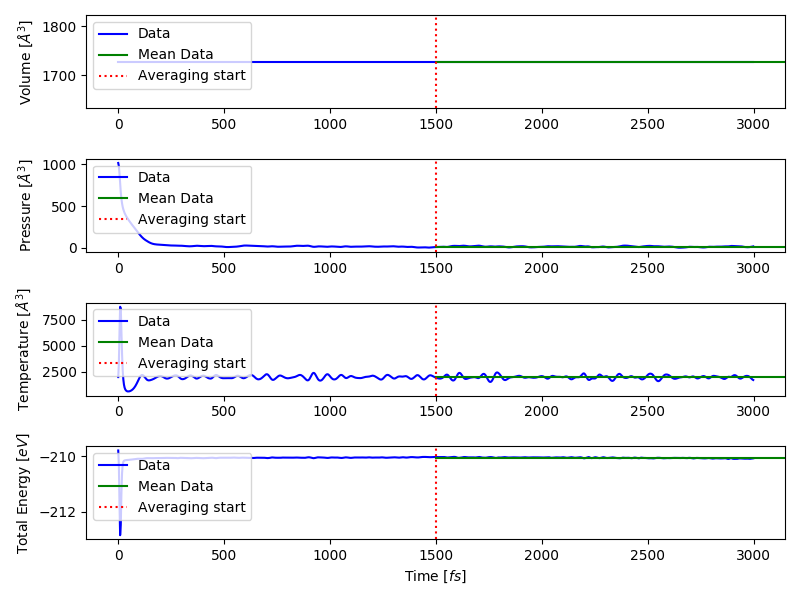 Volume [Å³]
1800
1700
Data
Mean Data
Averaging start
0 500 1000 1500 2000 2500 3000
Pressure [Å³]
1000
500
0
Data
Mean Data
Averaging start
0 500 1000 1500 2000 2500 3000
Temperature [Å³]
7500
5000
2500
Data
Mean Data
Averaging start
0 500 1000 1500 2000 2500 3000
Total Energy [eV]
−210
−212
Data
Mean Data
Averaging start
0 500 1000 1500 2000 2500 3000
Time [fs]